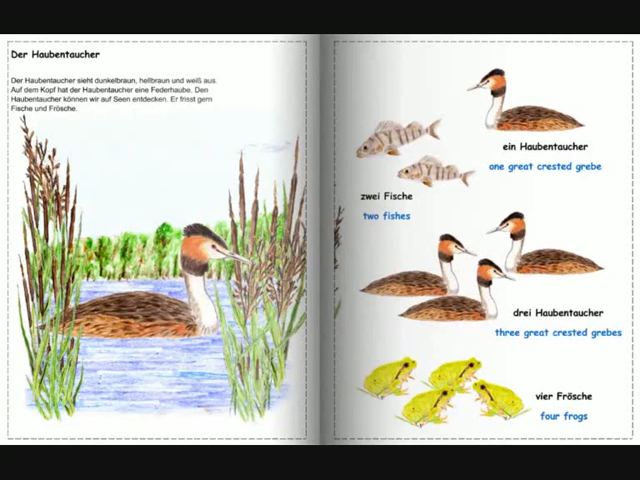 Der Haubentaucher
Der Haubentaucher sieht dunkelbraun, hellbraun und weiß aus.
Auf dem Kopf hat der Haubentaucher eine Federhaube. Den
Haubentaucher können wir auf Seen entdecken. Er frisst gern
Fische und Frösche.
ein Haubentaucher
one great crested grebe
zwei Fische
two fishes
drei Haubentaucher
three great crested grebes
vier Frösche
four frogs